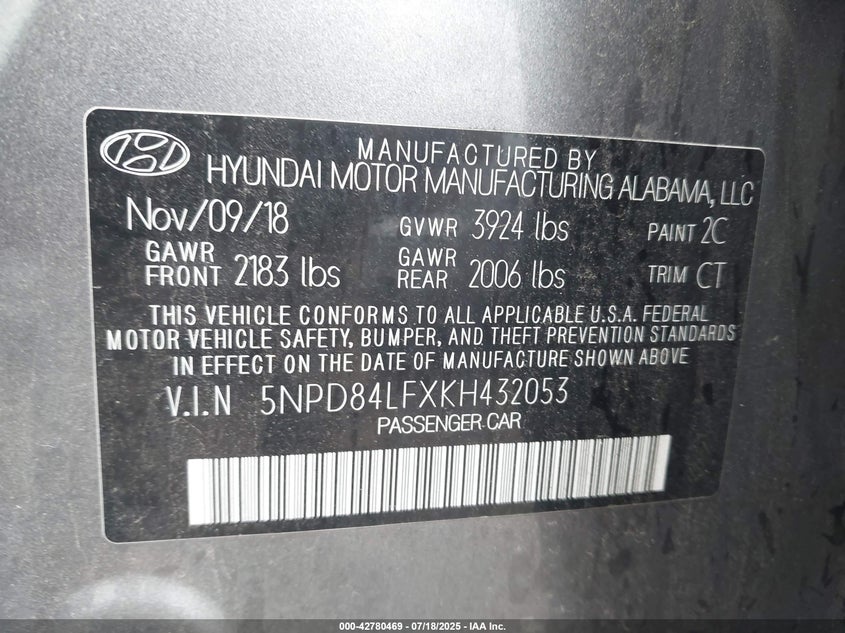 MANUFACTURED BY
HYUNDAI MOTOR MANUFACTURING ALABAMA, LLC
Nov/09/18 GVWR 3924 lbs PAINT 2C
GAWR FRONT 2183 lbs GAWR REAR 2006 lbs TRIM CT
THIS VEHICLE CONFORMS TO ALL APPLICABLE U.S.A. FEDERAL
MOTOR VEHICLE SAFETY, BUMPER, AND THEFT PREVENTION STANDARDS
IN EFFECT ON THE DATE OF MANUFACTURE SHOWN ABOVE
V.I.N 5NPD84LFXKH432053
PASSENGER CAR
000-42780469 - 07/18/2025 - IAA Inc.